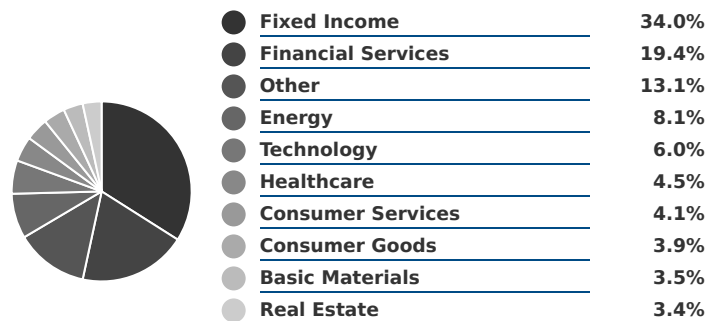 Fixed Income 34.0%
Financial Services 19.4%
Other 13.1%
Energy 8.1%
Technology 6.0%
Healthcare 4.5%
Consumer Services 4.1%
Consumer Goods 3.9%
Basic Materials 3.5%
Real Estate 3.4%